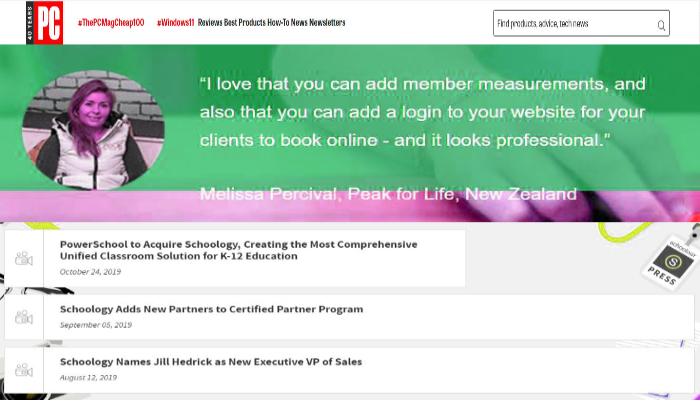 40 YEARS
PC
#ThePCMagCheap100 #Windows11 Reviews Best Products How-To News Newsletters
Find products, advice, tech news
“I love that you can add member measurements, and
also that you can add a login to your website for your
clients to book online - and it looks professional.”
Melissa Percival, Peak for Life, New Zealand
PowerSchool to Acquire Schoology, Creating the Most Comprehensive
Unified Classroom Solution for K-12 Education
October 24, 2019
Schoology Adds New Partners to Certified Partner Program
September 05, 2019
Schoology Names Jill Hedrick as New Executive VP of Sales
August 12, 2019
schoology
S
PRESS